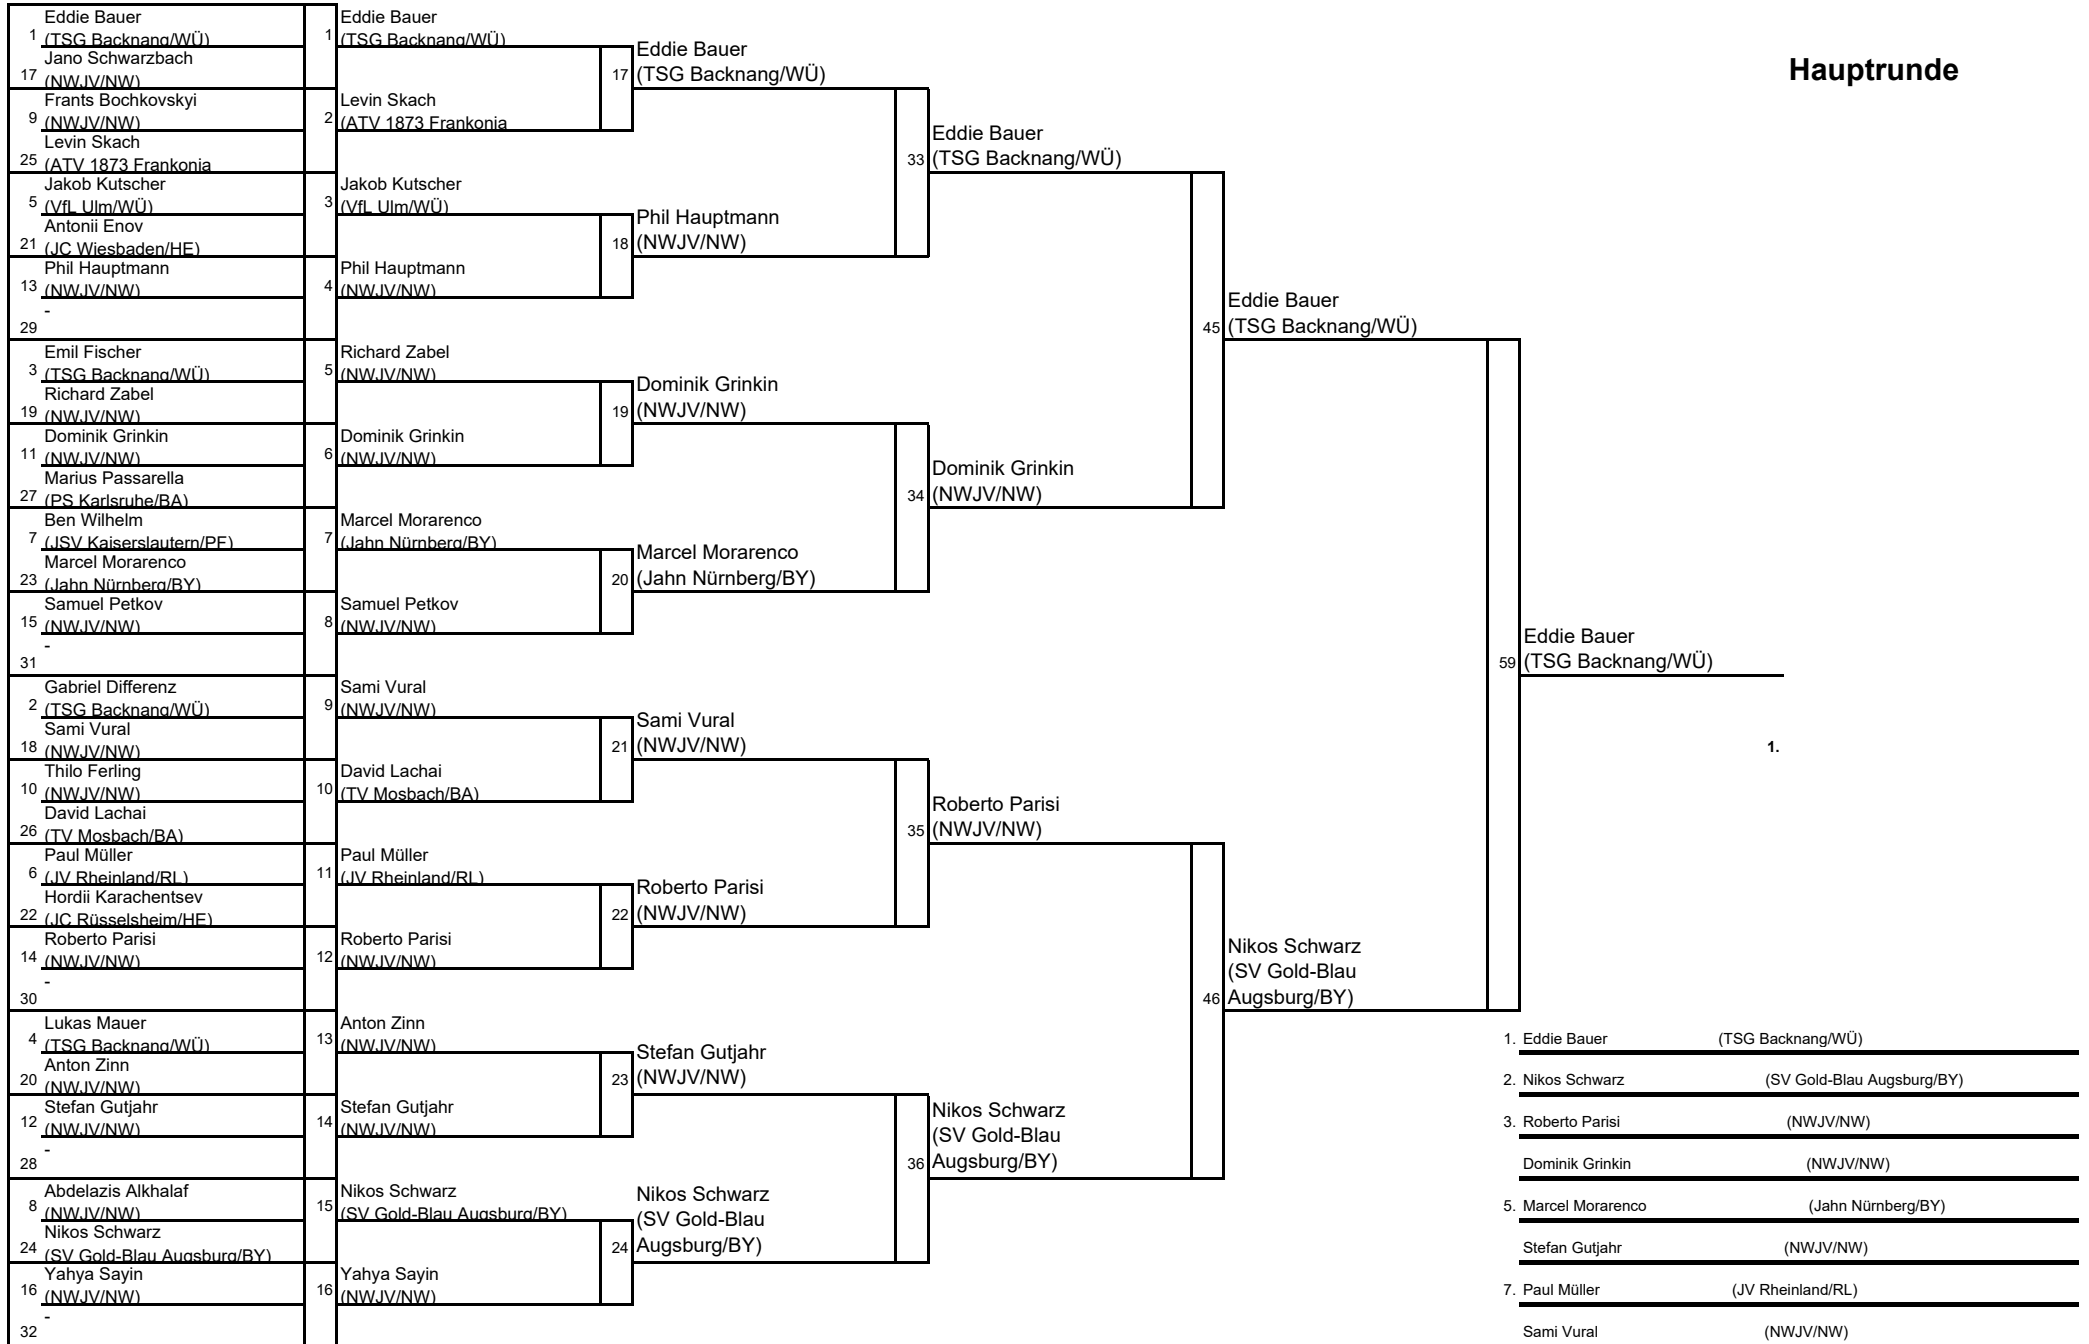 Hauptrunde
Eddie Bauer
1 (TSG Backnang/WÜ)
Jano Schwarzbach
17 (NWJV/NW)
Frants Bochkovskyi
9 (NWJV/NW)
Levin Skach
25 (ATV 1873 Frankonia
Jakob Kutscher
5 (VfL Ulm/WÜ)
Antonii Enov
21 (JC Wiesbaden/HE)
Phil Hauptmann
13 (NWJV/NW)
-
29
Emil Fischer
3 (TSG Backnang/WÜ)
Richard Zabel
19 (NWJV/NW)
Dominik Grinkin
11 (NWJV/NW)
Marius Passarella
27 (PS Karlsruhe/BA)
Ben Wilhelm
7 (JSV Kaiserslautern/PF)
Marcel Morarenco
23 (Jahn Nürnberg/BY)
Samuel Petkov
15 (NWJV/NW)
-
31
Gabriel Differenz
2 (TSG Backnang/WÜ)
Sami Vural
18 (NWJV/NW)
Thilo Ferling
10 (NWJV/NW)
David Lachai
26 (TV Mosbach/BA)
Paul Müller
6 (JV Rheinland/RL)
Hordii Karachentsev
22 (JC Rüsselsheim/HE)
Roberto Parisi
14 (NWJV/NW)
-
30
Lukas Mauer
4 (TSG Backnang/WÜ)
Anton Zinn
20 (NWJV/NW)
Stefan Gutjahr
12 (NWJV/NW)
-
28
Abdelazis Alkhalaf
8 (NWJV/NW)
Nikos Schwarz
24 (SV Gold-Blau Augsburg/BY)
Yahya Sayin
16 (NWJV/NW)
-
32
Eddie Bauer
1 (TSG Backnang/WÜ)
Levin Skach
2 (ATV 1873 Frankonia
Jakob Kutscher
3 (VfL Ulm/WÜ)
Phil Hauptmann
4 (NWJV/NW)
Richard Zabel
5 (NWJV/NW)
Dominik Grinkin
6 (NWJV/NW)
Marcel Morarenco
7 (Jahn Nürnberg/BY)
Samuel Petkov
8 (NWJV/NW)
Sami Vural
9 (NWJV/NW)
David Lachai
10 (TV Mosbach/BA)
Paul Müller
11 (JV Rheinland/RL)
Roberto Parisi
12 (NWJV/NW)
Anton Zinn
13 (NWJV/NW)
Stefan Gutjahr
14 (NWJV/NW)
Nikos Schwarz
15 (SV Gold-Blau Augsburg/BY)
Yahya Sayin
16 (NWJV/NW)
Eddie Bauer
17 (TSG Backnang/WÜ)
Phil Hauptmann
18 (NWJV/NW)
Dominik Grinkin
19 (NWJV/NW)
Marcel Morarenco
20 (Jahn Nürnberg/BY)
Sami Vural
21 (NWJV/NW)
Roberto Parisi
22 (NWJV/NW)
Stefan Gutjahr
23 (NWJV/NW)
Nikos Schwarz
(SV Gold-Blau
24 Augsburg/BY)
Eddie Bauer
33 (TSG Backnang/WÜ)
Dominik Grinkin
34 (NWJV/NW)
Roberto Parisi
35 (NWJV/NW)
Nikos Schwarz
(SV Gold-Blau
36 Augsburg/BY)
Eddie Bauer
45 (TSG Backnang/WÜ)
Nikos Schwarz
(SV Gold-Blau
46 Augsburg/BY)
Eddie Bauer
59 (TSG Backnang/WÜ)
1.
1. Eddie Bauer (TSG Backnang/WÜ)
2. Nikos Schwarz (SV Gold-Blau Augsburg/BY)
3. Roberto Parisi (NWJV/NW)
Dominik Grinkin (NWJV/NW)
5. Marcel Morarenco (Jahn Nürnberg/BY)
Stefan Gutjahr (NWJV/NW)
7. Paul Müller (JV Rheinland/RL)
Sami Vural (NWJV/NW)